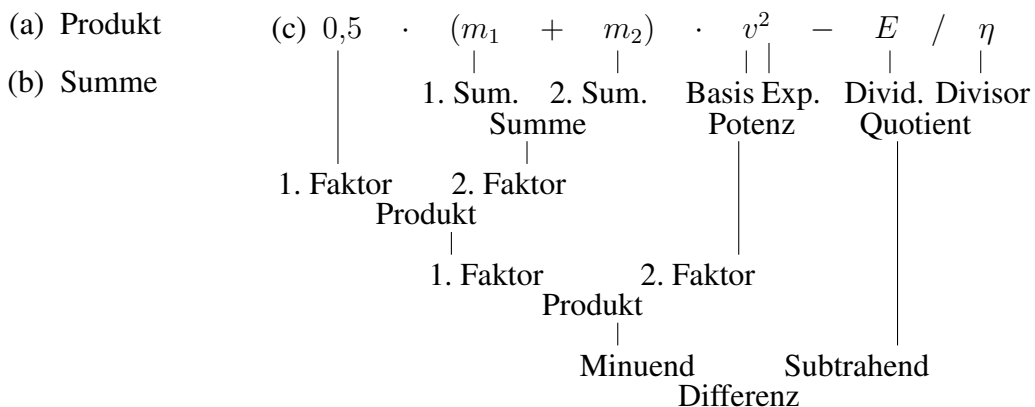 (a) Produkt
(c) 0,5 · (m₁ + m₂) · v² − E / η
(b) Summe
1. Sum. 2. Sum. Basis Exp. Divid. Divisor
Summe Potenz Quotient
1. Faktor 2. Faktor
Produkt
1. Faktor 2. Faktor
Produkt
Minuend Subtrahend
Differenz